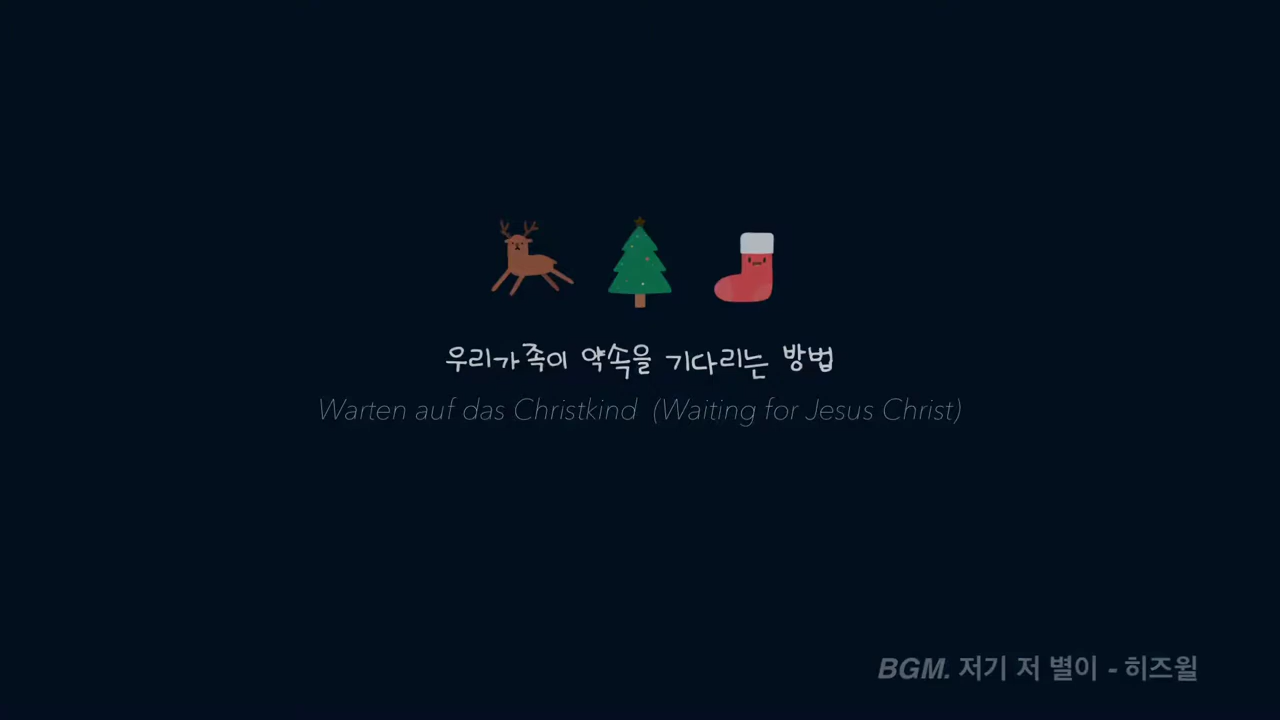 우리가족이 약속을 기다리는 방법
Warten auf das Christkind (Waiting for Jesus Christ)
BGM. 저기 저 별이 - 히즈윌